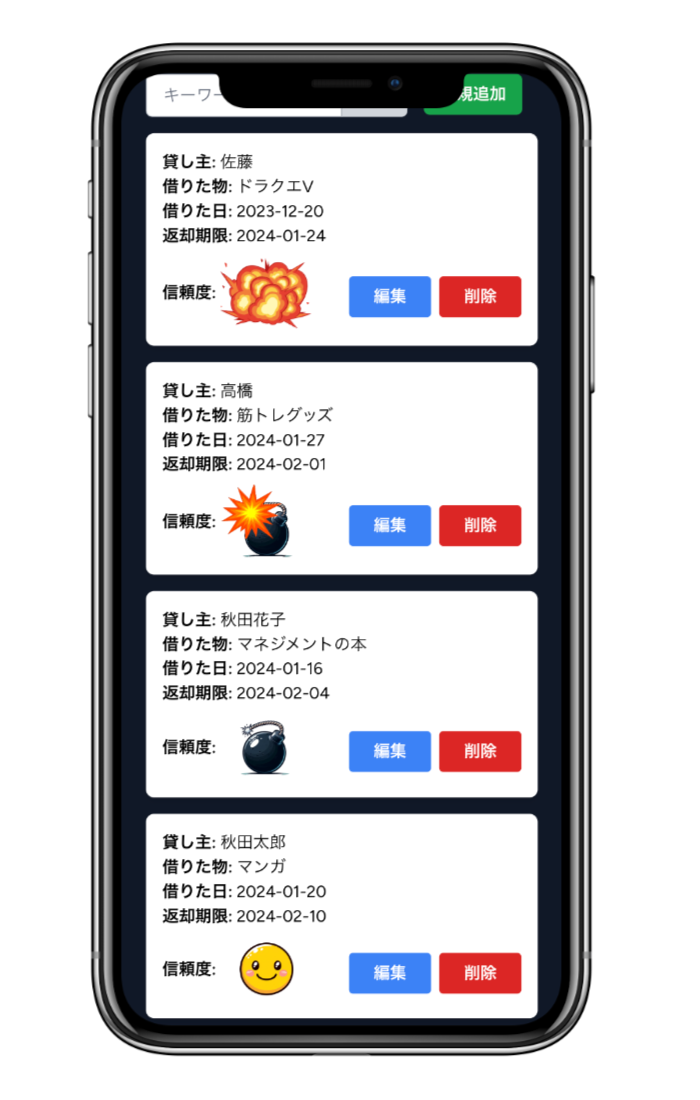 キーワー
規追加
貸し主: 佐藤
借りた物: ドラクエV
借りた日: 2023-12-20
返却期限: 2024-01-24
信頼度:
編集
削除
貸し主: 高橋
借りた物: 筋トレグッズ
借りた日: 2024-01-27
返却期限: 2024-02-01
信頼度:
編集
削除
貸し主: 秋田花子
借りた物: マネジメントの本
借りた日: 2024-01-16
返却期限: 2024-02-04
信頼度:
編集
削除
貸し主: 秋田太郎
借りた物: マンガ
借りた日: 2024-01-20
返却期限: 2024-02-10
信頼度:
編集
削除